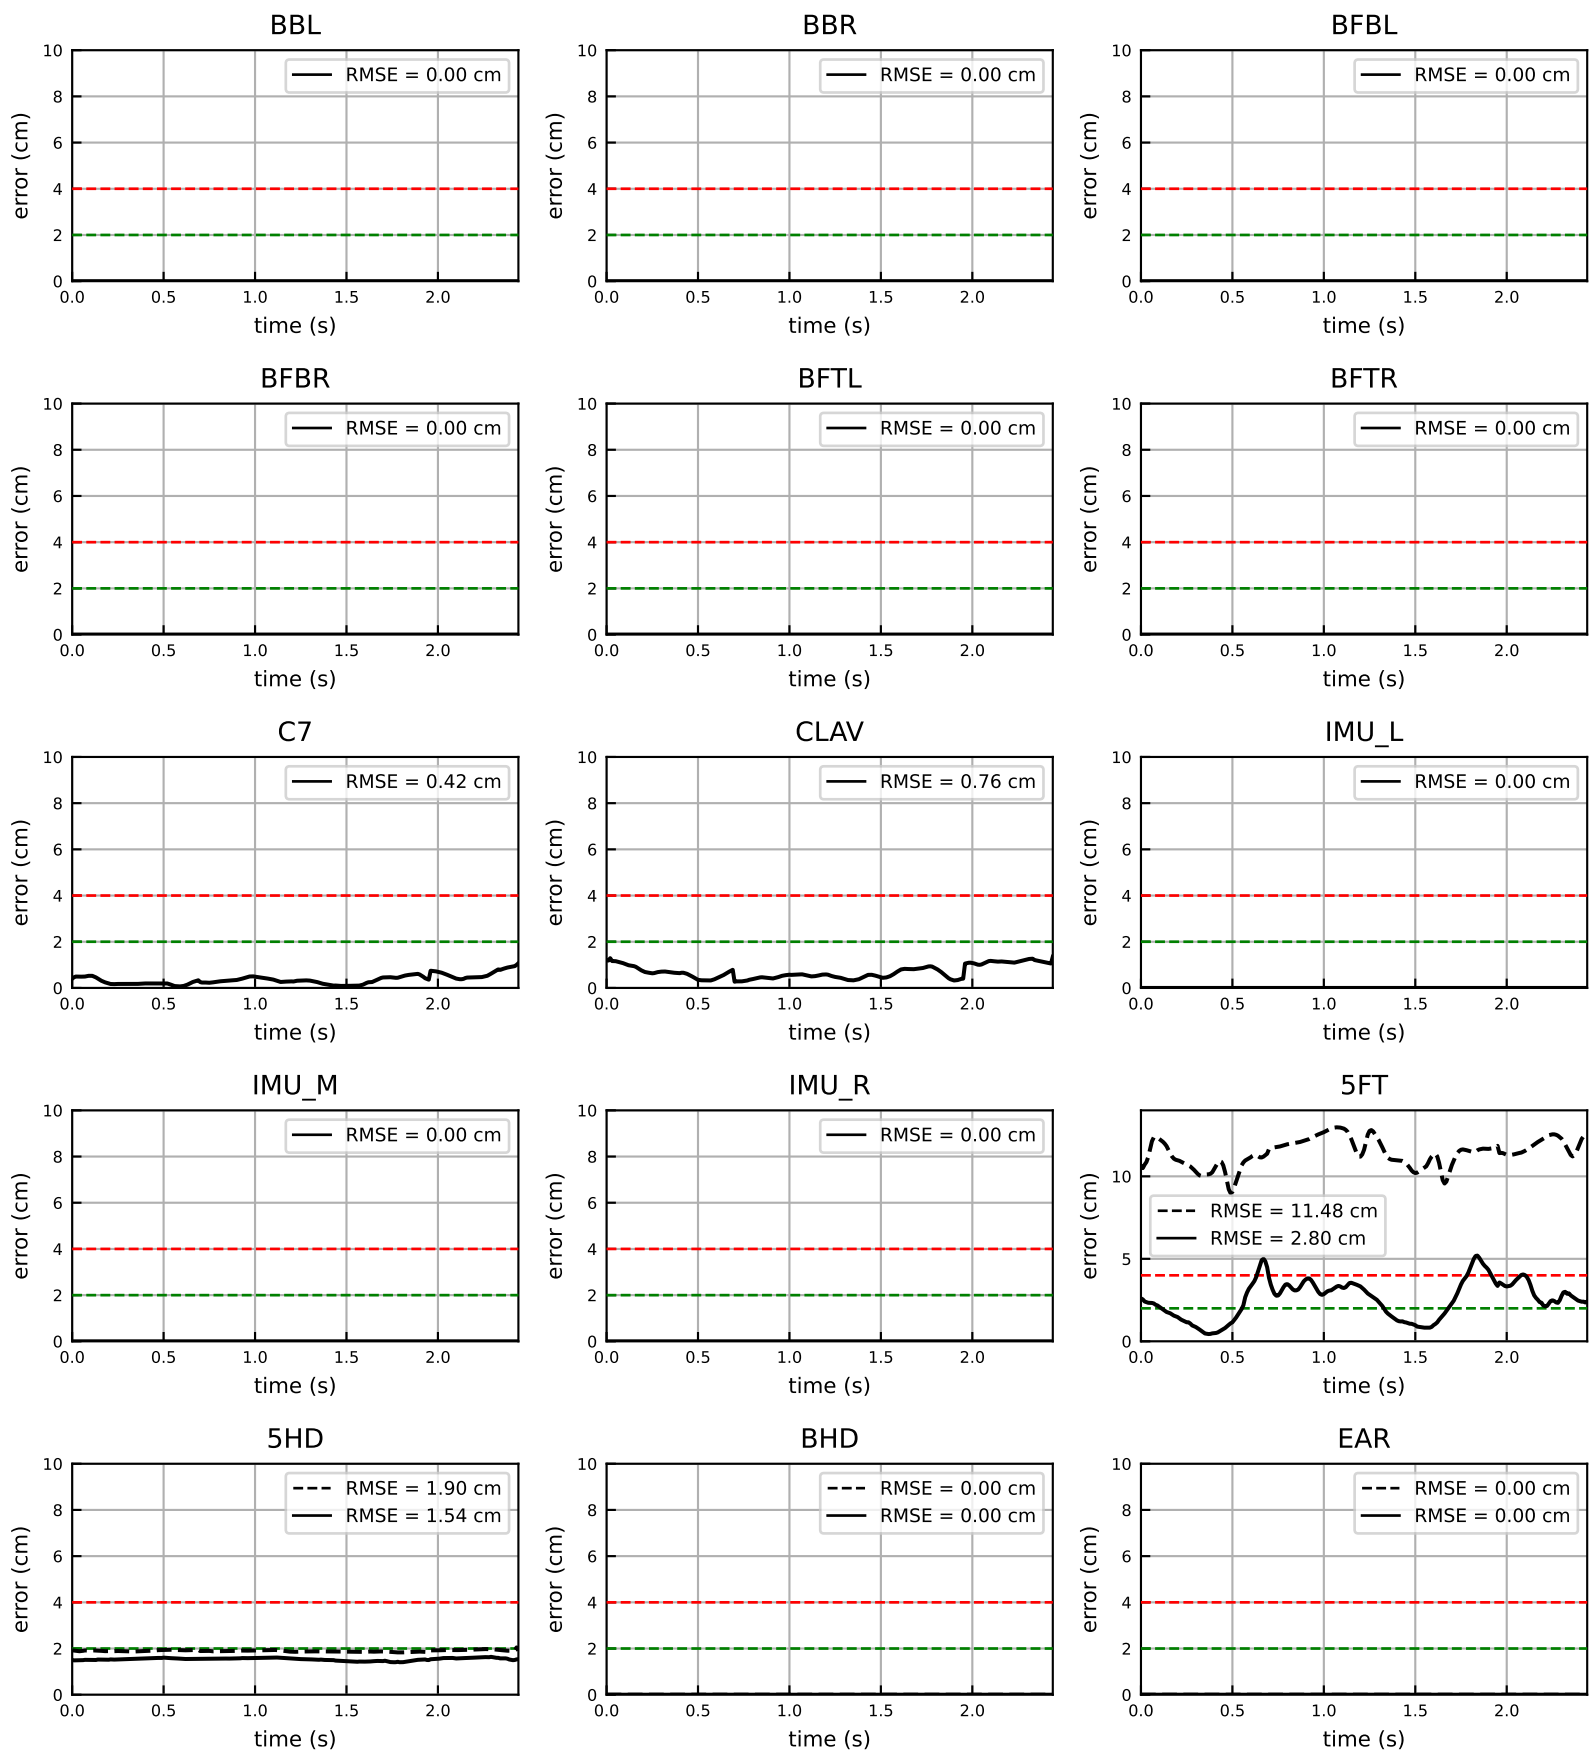 BBL
BBR
BFBL
10
8
6
4
2
0
error (cm)
RMSE = 0.00 cm
0.0 0.5 1.0 1.5 2.0
time (s)
10
8
6
4
2
0
error (cm)
RMSE = 0.00 cm
0.0 0.5 1.0 1.5 2.0
time (s)
10
8
6
4
2
0
error (cm)
RMSE = 0.00 cm
0.0 0.5 1.0 1.5 2.0
time (s)
BFBR
BFTL
BFTR
10
8
6
4
2
0
error (cm)
RMSE = 0.00 cm
0.0 0.5 1.0 1.5 2.0
time (s)
10
8
6
4
2
0
error (cm)
RMSE = 0.00 cm
0.0 0.5 1.0 1.5 2.0
time (s)
10
8
6
4
2
0
error (cm)
RMSE = 0.00 cm
0.0 0.5 1.0 1.5 2.0
time (s)
C7
CLAV
IMU_L
10
8
6
4
2
0
error (cm)
RMSE = 0.42 cm
0.0 0.5 1.0 1.5 2.0
time (s)
10
8
6
4
2
0
error (cm)
RMSE = 0.76 cm
0.0 0.5 1.0 1.5 2.0
time (s)
10
8
6
4
2
0
error (cm)
RMSE = 0.00 cm
0.0 0.5 1.0 1.5 2.0
time (s)
IMU_M
IMU_R
5FT
10
8
6
4
2
0
error (cm)
RMSE = 0.00 cm
0.0 0.5 1.0 1.5 2.0
time (s)
10
8
6
4
2
0
error (cm)
RMSE = 0.00 cm
0.0 0.5 1.0 1.5 2.0
time (s)
10
5
0
error (cm)
RMSE = 11.48 cm
RMSE = 2.80 cm
0.0 0.5 1.0 1.5 2.0
time (s)
5HD
BHD
EAR
10
8
6
4
2
0
error (cm)
RMSE = 1.90 cm
RMSE = 1.54 cm
0.0 0.5 1.0 1.5 2.0
time (s)
10
8
6
4
2
0
error (cm)
RMSE = 0.00 cm
RMSE = 0.00 cm
0.0 0.5 1.0 1.5 2.0
time (s)
10
8
6
4
2
0
error (cm)
RMSE = 0.00 cm
RMSE = 0.00 cm
0.0 0.5 1.0 1.5 2.0
time (s)